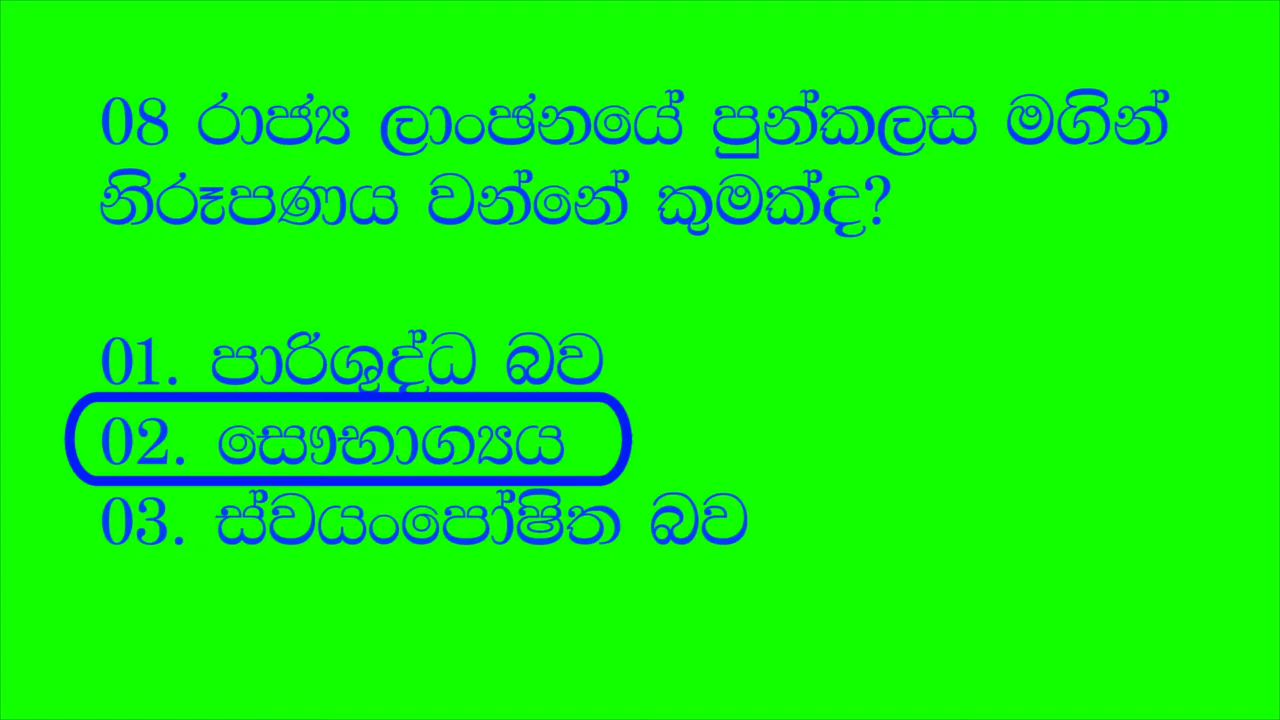 08 රාජ්‍ය ලාංඡනයේ පුන්කලස මගින්
නිරූපණය වන්නේ කුමක්ද?
01. පාරිශුද්ධ බව
02. සෞභාග්‍යය
03. ස්වයංපෝෂිත බව